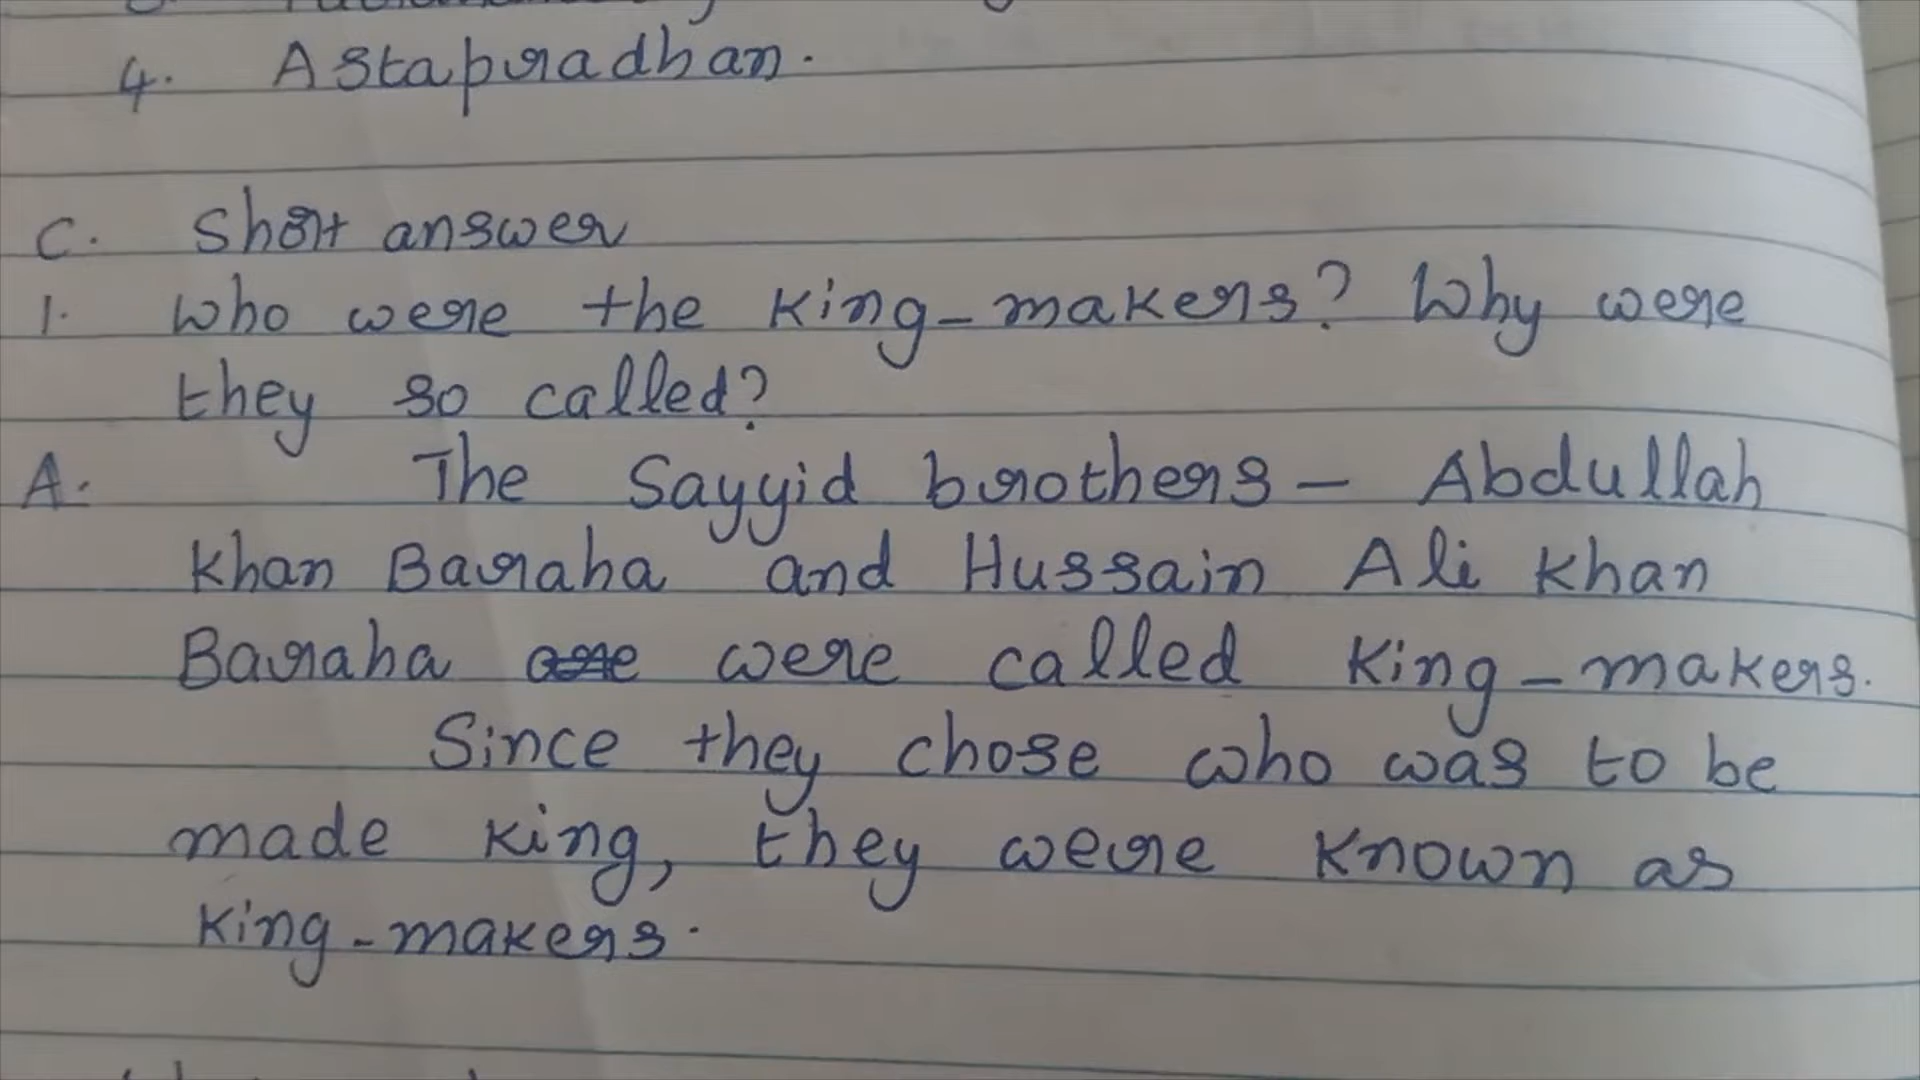 4. Astapradhan.
C. Short answer
1. Who were the King-makers? Why were
they so called?
A. The Sayyid brothers - Abdullah
Khan Baraha and Hussain Ali Khan
Baraha were called King-makers.
Since they chose who was to be
made King, they were known as
King-makers.